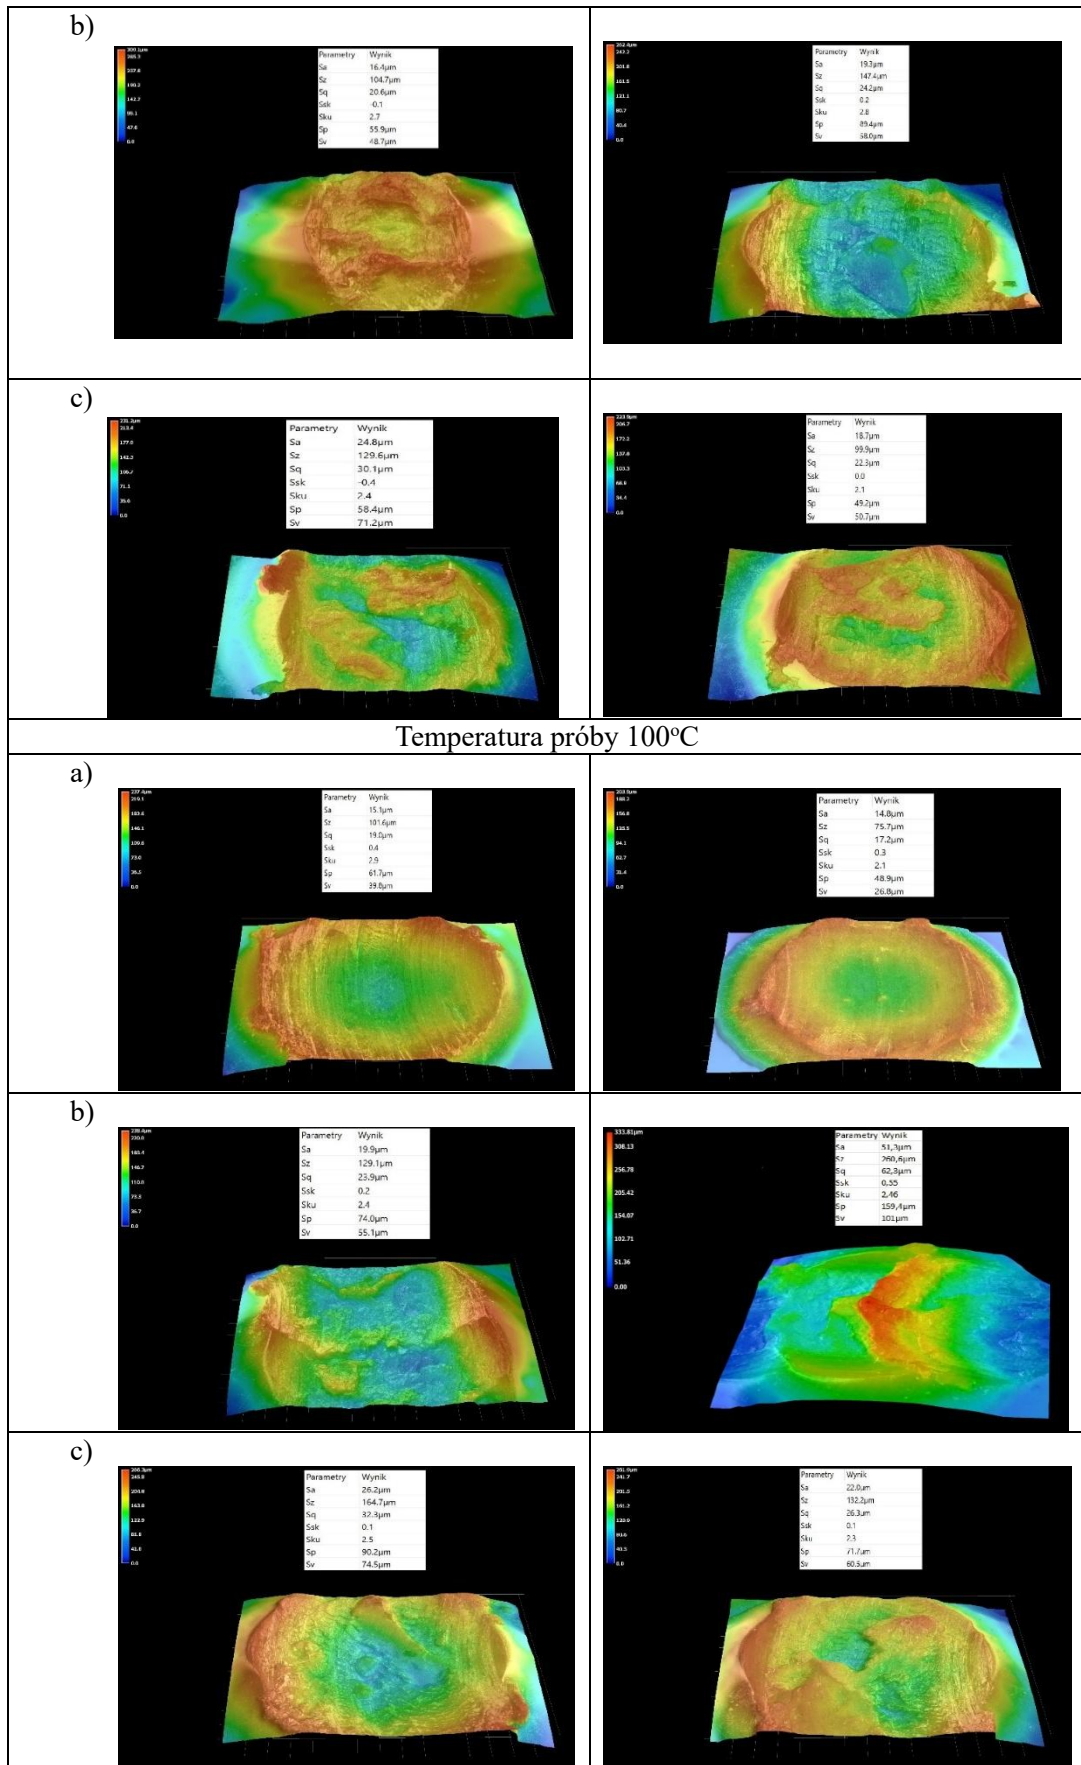 b)
Parametry Wynik
Sa 16.4µm
Sz 104.7µm
Sq 20.6µm
Ssk -0.1
Sku 2.7
Sp 55.9µm
Sv 48.7µm
Parametry Wynik
Sa 19.3µm
Sz 147.4µm
Sq 24.2µm
Ssk 0.2
Sku 2.8
Sp 89.4µm
Sv 58.0µm
c)
Parametry Wynik
Sa 24.8µm
Sz 129.6µm
Sq 30.1µm
Ssk -0.4
Sku 2.4
Sp 58.4µm
Sv 71.2µm
Parametry Wynik
Sa 18.7µm
Sz 99.9µm
Sq 22.3µm
Ssk 0.0
Sku 2.1
Sp 49.2µm
Sv 50.7µm
Temperatura próby 100°C
a)
Parametry Wynik
Sa 15.1µm
Sz 101.6µm
Sq 19.0µm
Ssk 0.4
Sku 2.9
Sp 61.7µm
Sv 39.8µm
Parametry Wynik
Sa 14.8µm
Sz 75.7µm
Sq 17.2µm
Ssk 0.3
Sku 2.1
Sp 48.9µm
Sv 26.8µm
b)
Parametry Wynik
Sa 19.9µm
Sz 129.1µm
Sq 23.9µm
Ssk 0.2
Sku 2.4
Sp 74.0µm
Sv 55.1µm
333.81µm
308.13
256.78
205.42
154.07
102.71
51.36
0.00
Parametry Wynik
Sa 51,3µm
Sz 260,6µm
Sq 62,3µm
Ssk 0,55
Sku 2,46
Sp 159,4µm
Sv 101µm
c)
Parametry Wynik
Sa 26.2µm
Sz 164.7µm
Sq 32.3µm
Ssk 0.1
Sku 2.5
Sp 90.2µm
Sv 74.5µm
Parametry Wynik
Sa 22.0µm
Sz 132.2µm
Sq 26.3µm
Ssk 0.1
Sku 2.3
Sp 71.7µm
Sv 60.5µm